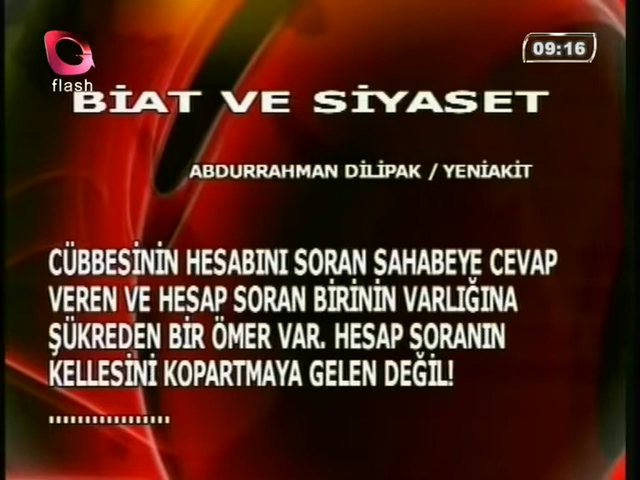 flash
09:16
BİAT VE SİYASET
ABDURRAHMAN DİLİPAK / YENİAKİT
CÜBBESİNİN HESABINI SORAN SAHABEYE CEVAP
VEREN VE HESAP SORAN BİRİNİN VARLIĞINA
ŞÜKREDEN BİR ÖMER VAR. HESAP SORANIN
KELLESİNİ KOPARTMAYA GELEN DEĞİL!
.................